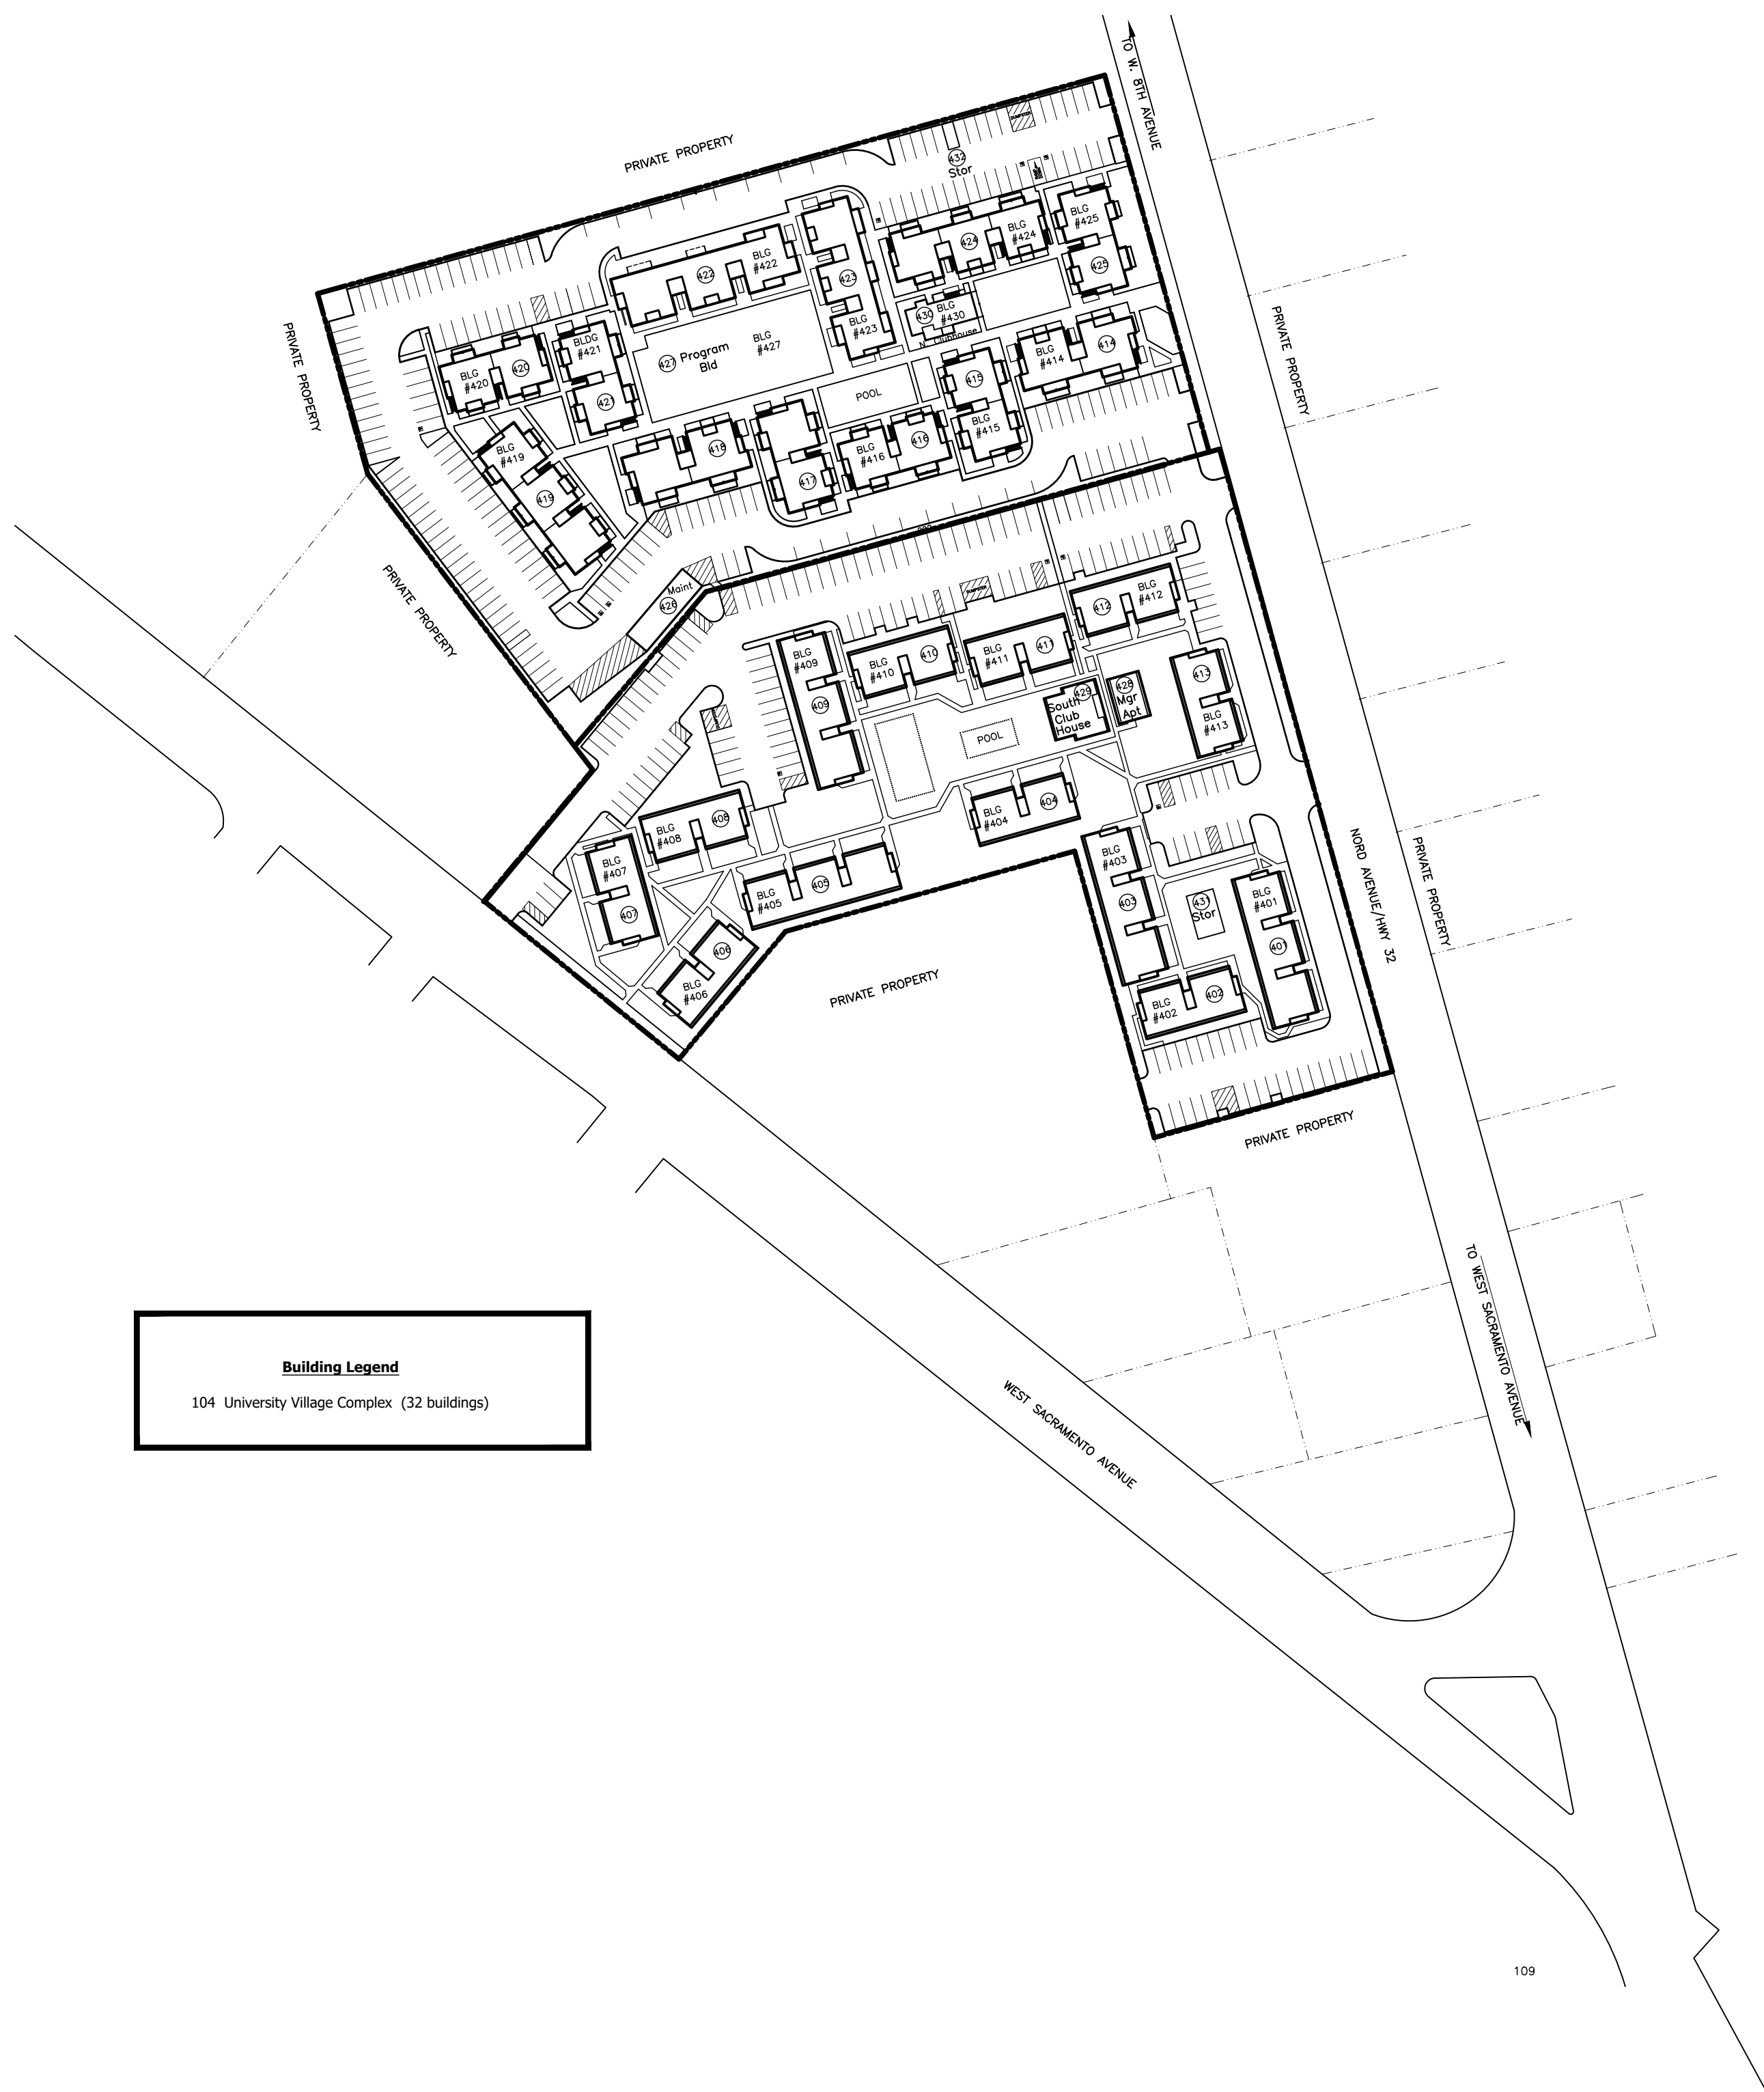 TO W. 8TH AVENUE
PRIVATE PROPERTY
DUMPSTER
432
Stor
BLG
#425
425
BLG
#424
424
BLG
#422
422
423
BLG
#423
430
BLG
#430
N. Clubhouse
BLG
#427
427
Program
Bld
BLDG
#421
421
BLG
#420
420
PRIVATE PROPERTY
PRIVATE PROPERTY
BLG
#414
414
415
BLG
#415
POOL
BLG
#416
416
417
418
BLG
#419
419
PRIVATE PROPERTY
Maint
426
DUMPSTER
BLG
#412
412
BLG
#411
411
BLG
#410
410
BLG
#409
409
413
BLG
#413
428
Mgr
Apt
429
South
Club
House
POOL
BLG
#404
404
BLG
#408
408
BLG
#407
407
BLG
#405
405
406
BLG
#406
BLG
#403
403
431
Stor
BLG
#401
401
BLG
#402
402
NORD AVENUE/HWY 32
PRIVATE PROPERTY
PRIVATE PROPERTY
PRIVATE PROPERTY
TO WEST SACRAMENTO AVENUE
WEST SACRAMENTO AVENUE
Building Legend
104 University Village Complex (32 buildings)
109